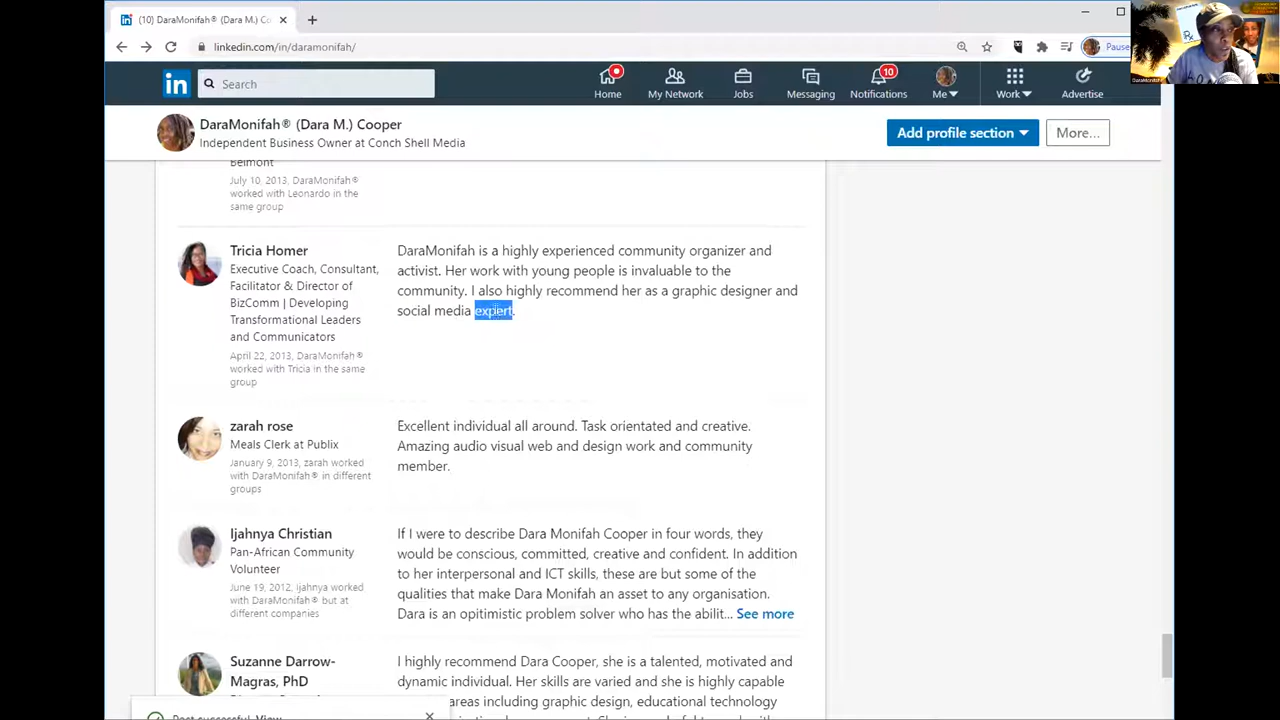 (10) DaraMonifah® (Dara M.) Co
linkedin.com/in/daramonifah/
Paused
in
Search
Home
My Network
Jobs
Messaging
10
Notifications
Me
Work
Advertise
DaraMonifah® (Dara M.) Cooper
Independent Business Owner at Conch Shell Media
Add profile section
More...
Belmont
July 10, 2013, DaraMonifah®
worked with Leonardo in the
same group
Tricia Homer
Executive Coach, Consultant,
Facilitator & Director of
BizComm | Developing
Transformational Leaders
and Communicators
April 22, 2013, DaraMonifah®
worked with Tricia in the same
group
DaraMonifah is a highly experienced community organizer and
activist. Her work with young people is invaluable to the
community. I also highly recommend her as a graphic designer and
social media expert.
zarah rose
Meals Clerk at Publix
January 9, 2013, zarah worked
with DaraMonifah® in different
groups
Excellent individual all around. Task orientated and creative.
Amazing audio visual web and design work and community
member.
Ijahnya Christian
Pan-African Community
Volunteer
June 19, 2012, Ijahnya worked
with DaraMonifah® but at
different companies
If I were to describe Dara Monifah Cooper in four words, they
would be conscious, committed, creative and confident. In addition
to her interpersonal and ICT skills, these are but some of the
qualities that make Dara Monifah an asset to any organisation.
Dara is an opitimistic problem solver who has the abilit... See more
Suzanne Darrow-
Magras, PhD
I highly recommend Dara Cooper, she is a talented, motivated and
dynamic individual. Her skills are varied and she is highly capable
areas including graphic design, educational technology
Post successful. View